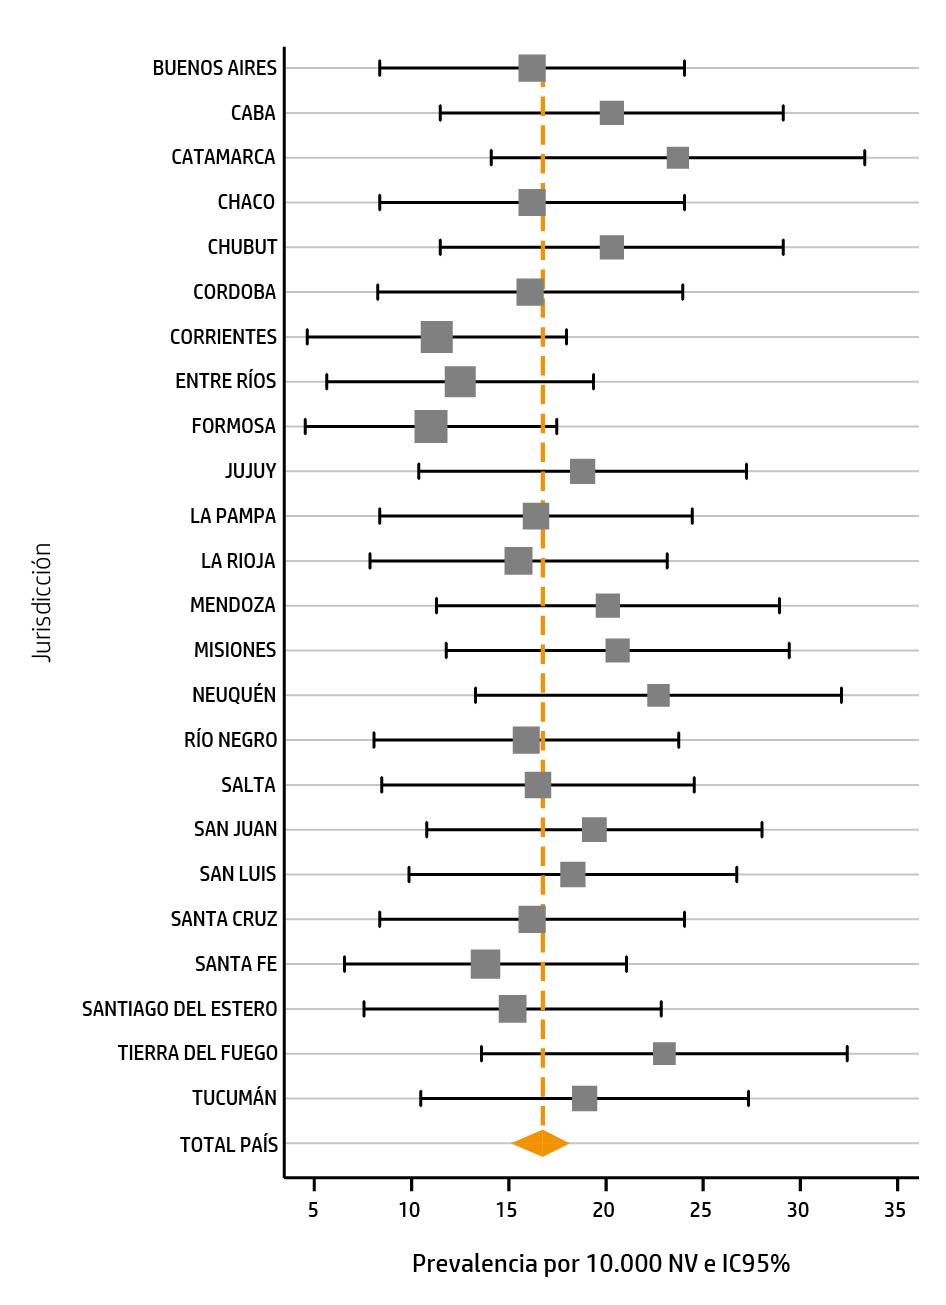 BUENOS AIRES
CABA
CATAMARCA
CHACO
CHUBUT
CORDOBA
CORRIENTES
ENTRE RÍOS
FORMOSA
JUJUY
LA PAMPA
LA RIOJA
MENDOZA
MISIONES
NEUQUÉN
RÍO NEGRO
SALTA
SAN JUAN
SAN LUIS
SANTA CRUZ
SANTA FE
SANTIAGO DEL ESTERO
TIERRA DEL FUEGO
TUCUMÁN
TOTAL PAÍS
Jurisdicción
5 10 15 20 25 30 35
Prevalencia por 10.000 NV e IC95%